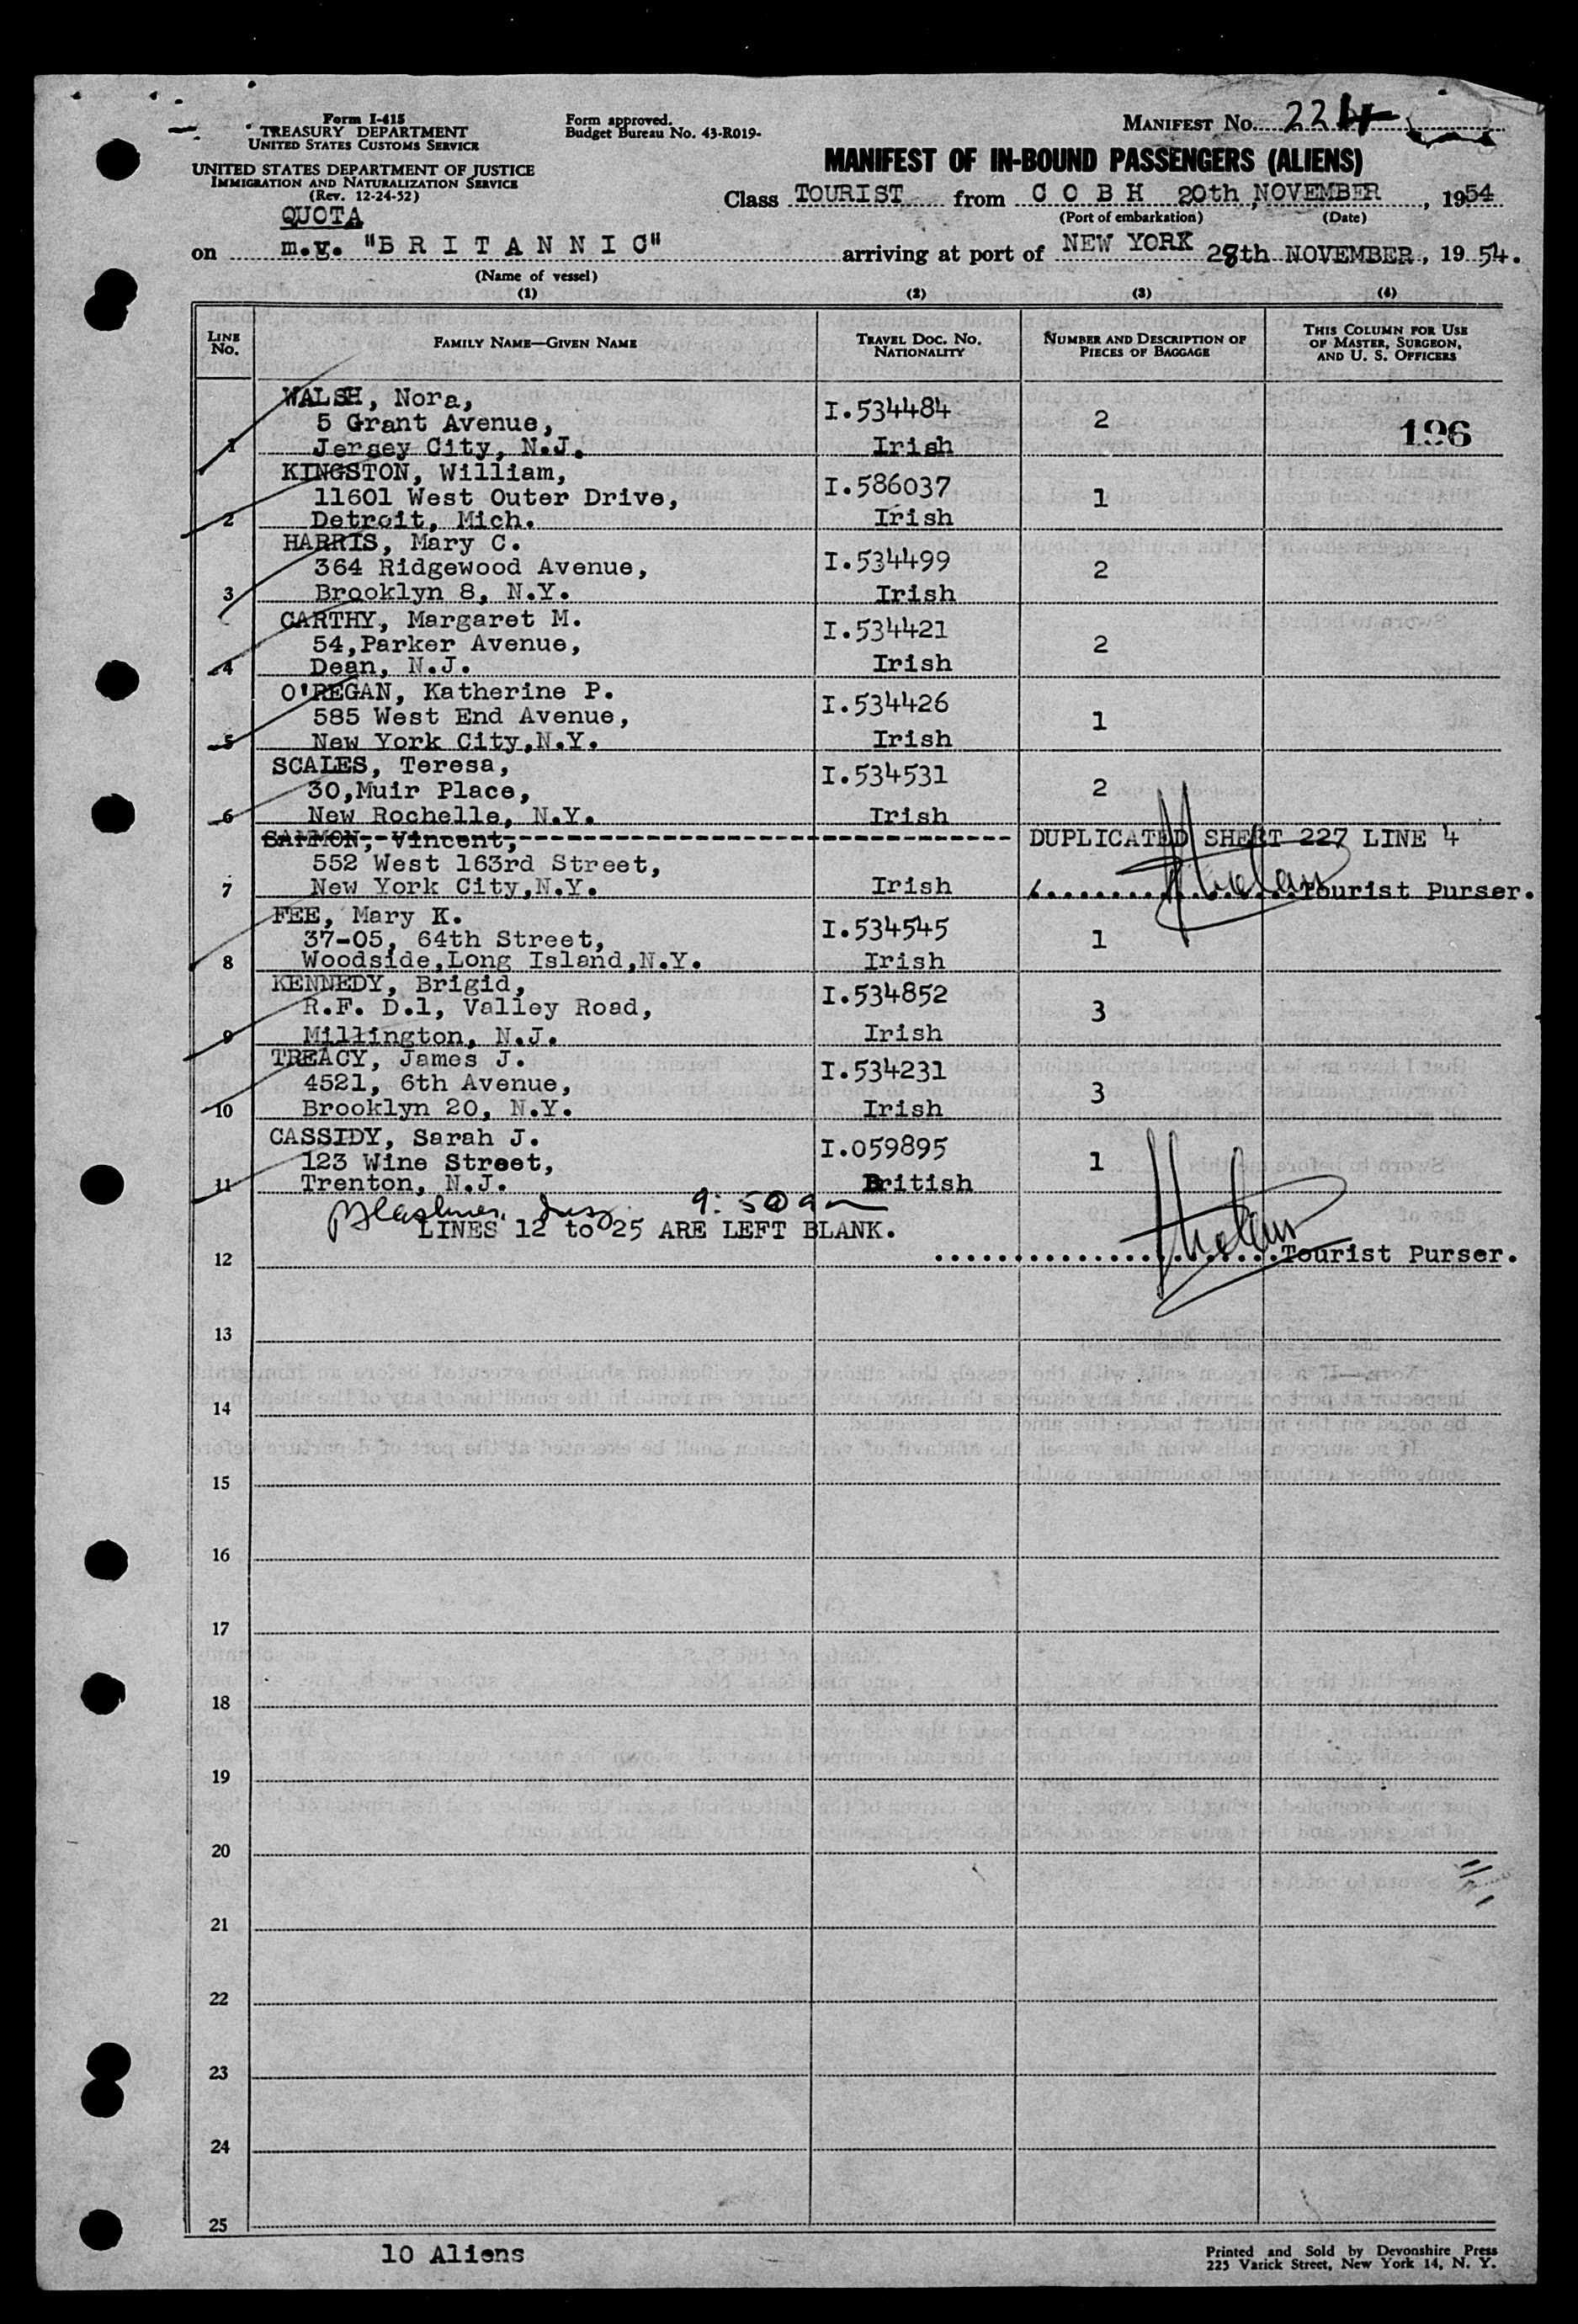 Form I-415
TREASURY DEPARTMENT
UNITED STATES CUSTOMS SERVICE
UNITED STATES DEPARTMENT OF JUSTICE
IMMIGRATION AND NATURALIZATION SERVICE
(Rev. 12-24-52)
QUOTA
Form approved.
Budget Bureau No. 43-R019-
MANIFEST No.
MANIFEST OF IN-BOUND PASSENGERS (ALIENS)
Class TOURIST from C O B H 20th, NOVEMBER, 1954
(Port of embarkation) (Date)
on m.v. "B R I T A N N I C" arriving at port of NEW YORK 28th NOVEMBER, 1954.
(Name of vessel)
(1) (2) (3) (4)
LINE No. FAMILY NAME—GIVEN NAME TRAVEL DOC. NO. NATIONALITY NUMBER AND DESCRIPTION OF PIECES OF BAGGAGE THIS COLUMN FOR USE OF MASTER, SURGEON, AND U. S. OFFICERS
WALSH, Nora, I.534484 2 196
5 Grant Avenue,
1 Jersey City, N.J. Irish
KINGSTON, William, I.586037 1
11601 West Outer Drive,
2 Detroit, Mich. Irish
HARRIS, Mary C. I.534499 2
364 Ridgewood Avenue,
3 Brooklyn 8, N.Y. Irish
CARTHY, Margaret M. I.534421 2
54,Parker Avenue,
4 Dean, N.J. Irish
O'REGAN, Katherine P. I.534426 1
585 West End Avenue,
5 New York City,N.Y. Irish
SCALES, Teresa, I.534531 2
30,Muir Place,
6 New Rochelle, N.Y. Irish
SAMMON, Vincent, DUPLICATED SHEET 227 LINE 4
552 West 163rd Street,
7 New York City,N.Y. Irish Tourist Purser.
FEE, Mary K. I.534545 1
37-05, 64th Street,
8 Woodside,Long Island,N.Y. Irish
KENNEDY, Brigid, I.534852 3
R.F. D.1, Valley Road,
9 Millington, N.J. Irish
TREACY, James J. I.534231 3
4521, 6th Avenue,
10 Brooklyn 20, N.Y. Irish
CASSIDY, Sarah J. I.059895 1
123 Wine Street,
11 Trenton, N.J. British
LINES 12 to 25 ARE LEFT BLANK.
12 Tourist Purser.
13
14
15
16
17
18
19
20
21
22
23
24
25
10 Aliens
Printed and Sold by Devonshire Press
225 Varick Street, New York 14, N. Y.